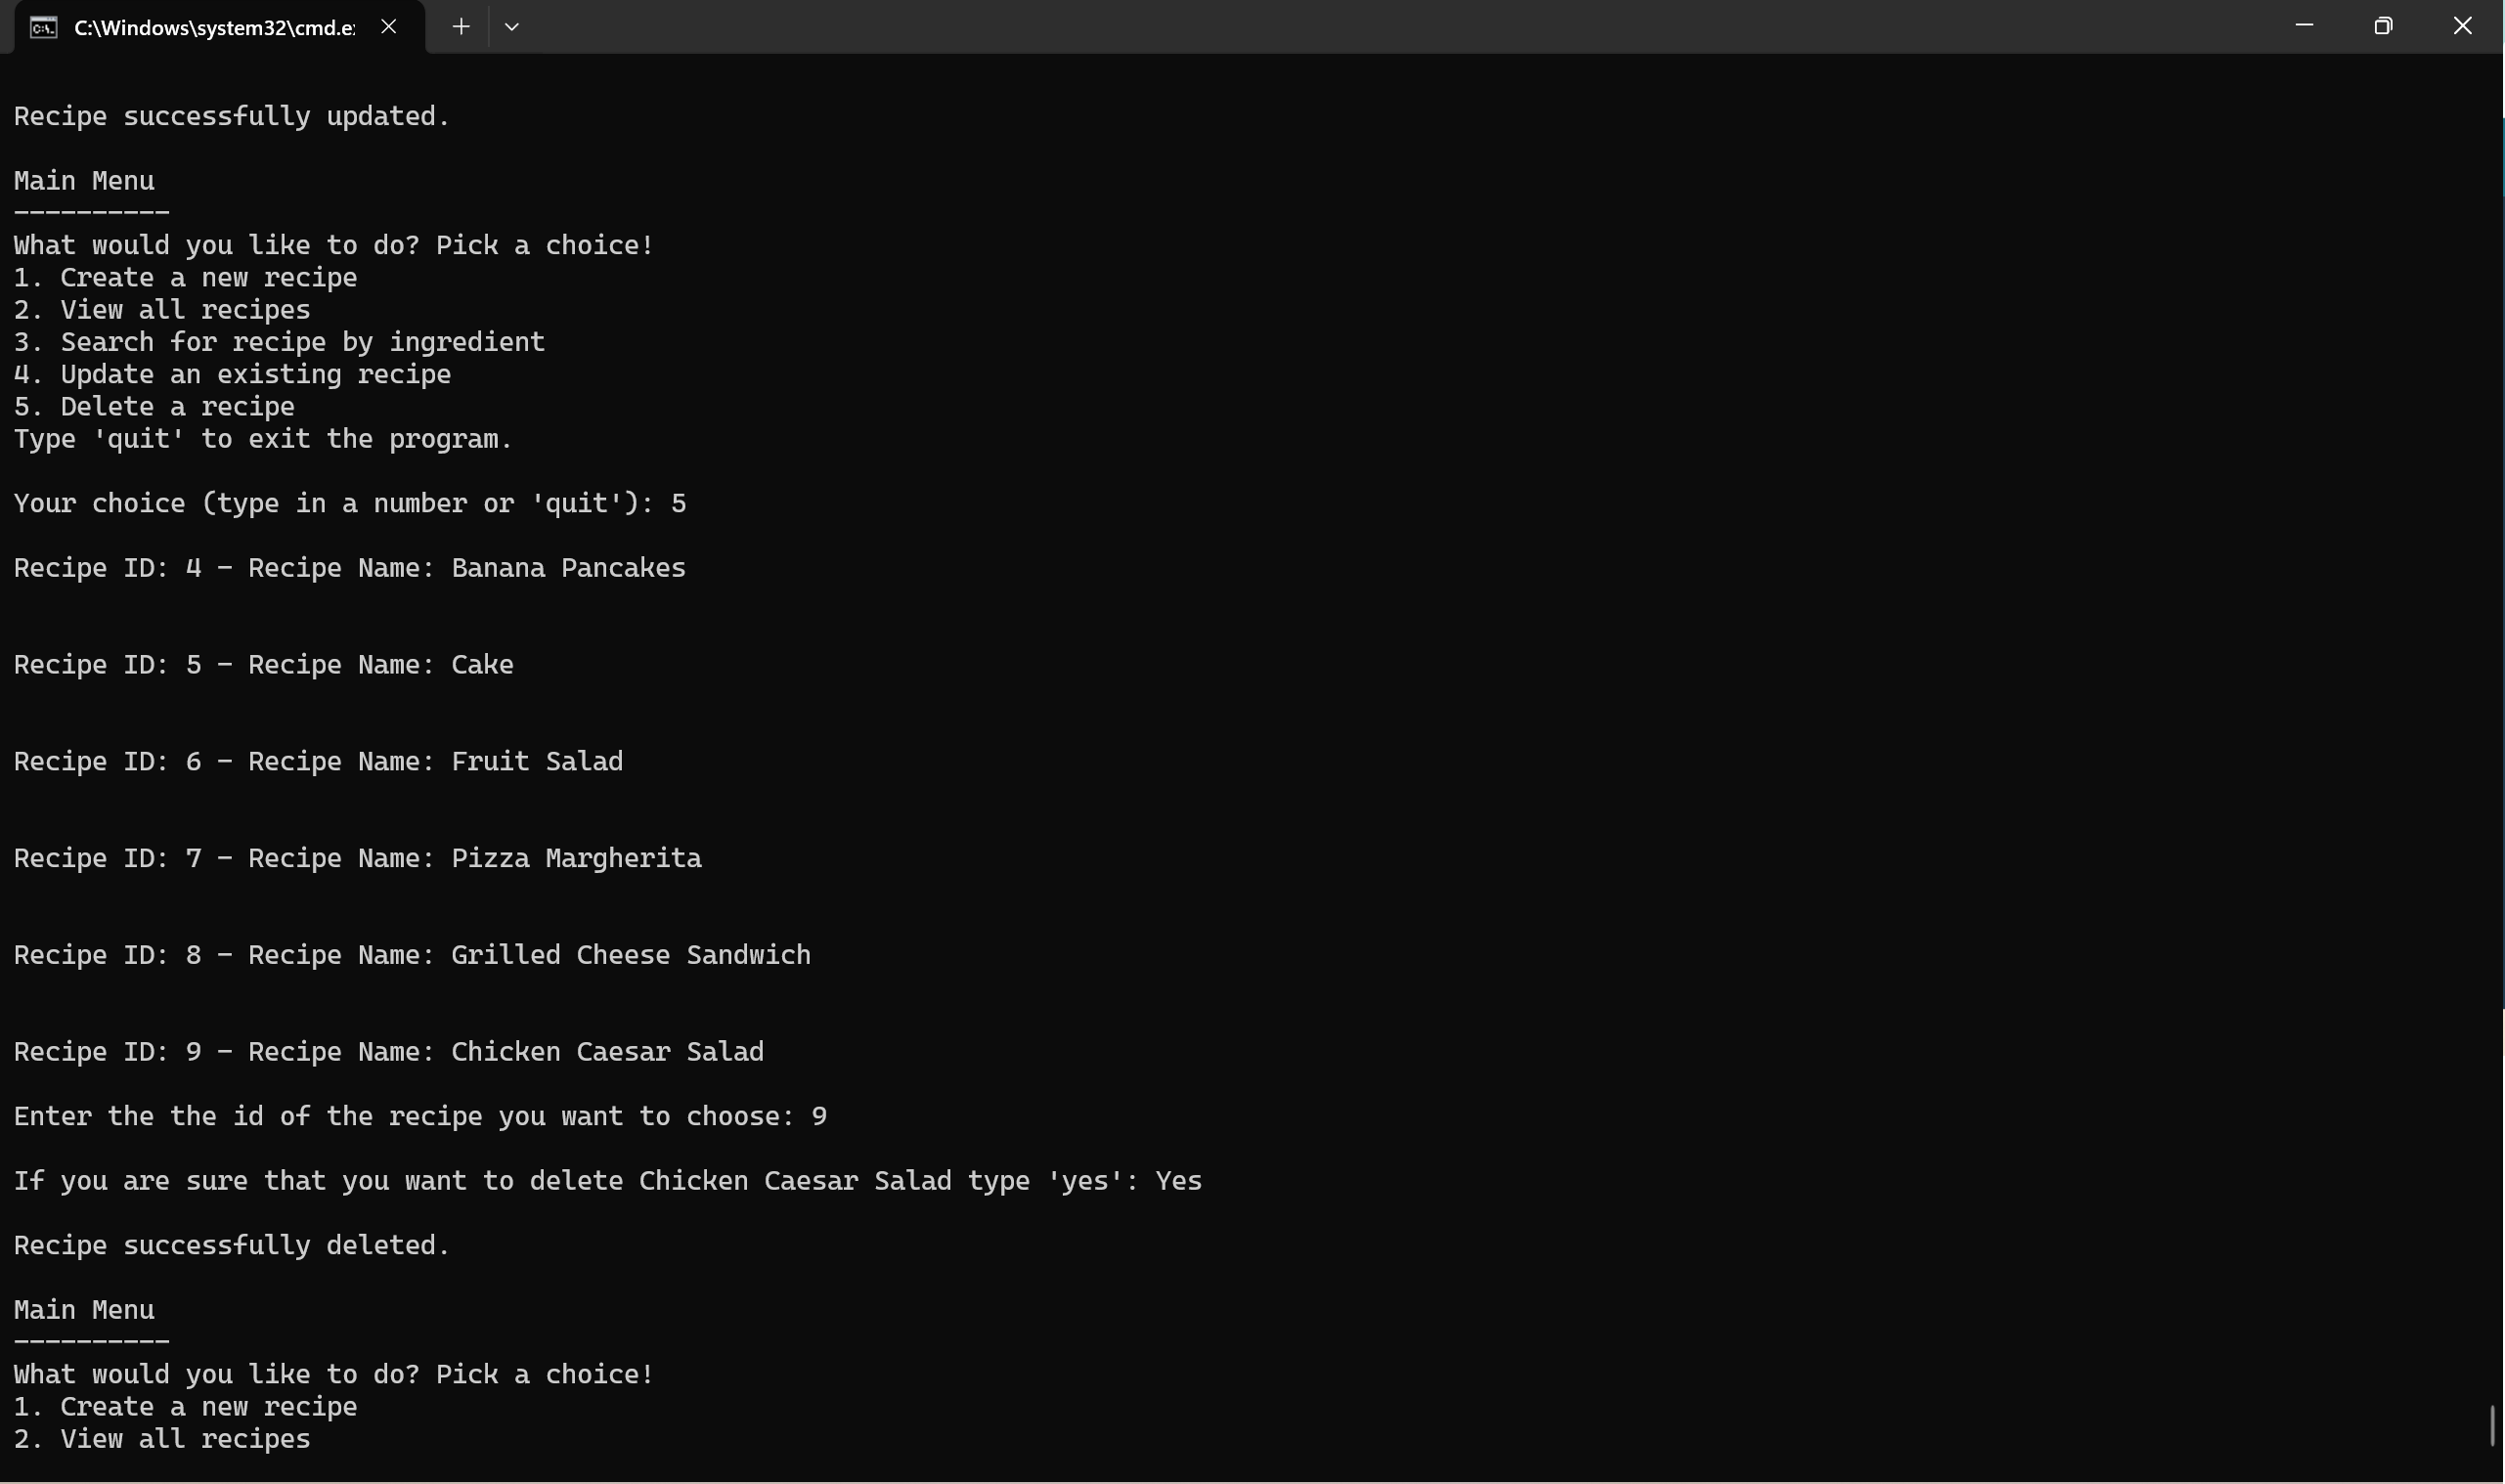 C:\Windows\system32\cmd.e
Recipe successfully updated.
Main Menu
----------
What would you like to do? Pick a choice!
1. Create a new recipe
2. View all recipes
3. Search for recipe by ingredient
4. Update an existing recipe
5. Delete a recipe
Type 'quit' to exit the program.
Your choice (type in a number or 'quit'): 5
Recipe ID: 4 - Recipe Name: Banana Pancakes
Recipe ID: 5 - Recipe Name: Cake
Recipe ID: 6 - Recipe Name: Fruit Salad
Recipe ID: 7 - Recipe Name: Pizza Margherita
Recipe ID: 8 - Recipe Name: Grilled Cheese Sandwich
Recipe ID: 9 - Recipe Name: Chicken Caesar Salad
Enter the the id of the recipe you want to choose: 9
If you are sure that you want to delete Chicken Caesar Salad type 'yes': Yes
Recipe successfully deleted.
Main Menu
----------
What would you like to do? Pick a choice!
1. Create a new recipe
2. View all recipes